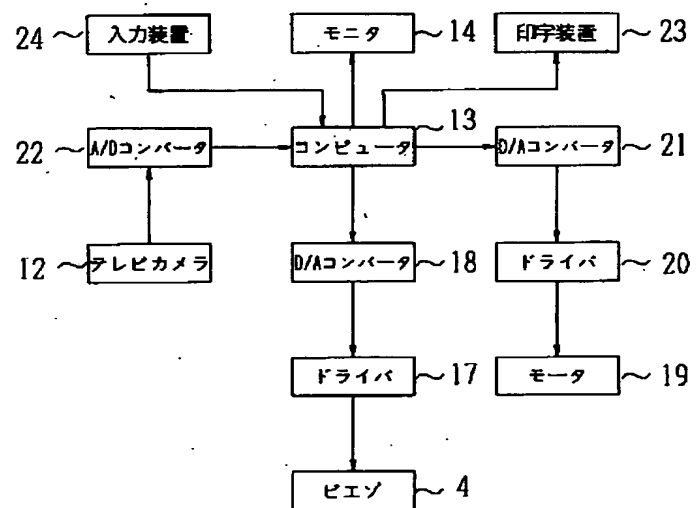 24 入力装置
モニタ 14
印字装置 23
22 A/Dコンバータ
コンピュータ 13
D/Aコンバータ 21
12 テレビカメラ
D/Aコンバータ 18
ドライバ 20
ドライバ 17
モータ 19
ピエゾ 4